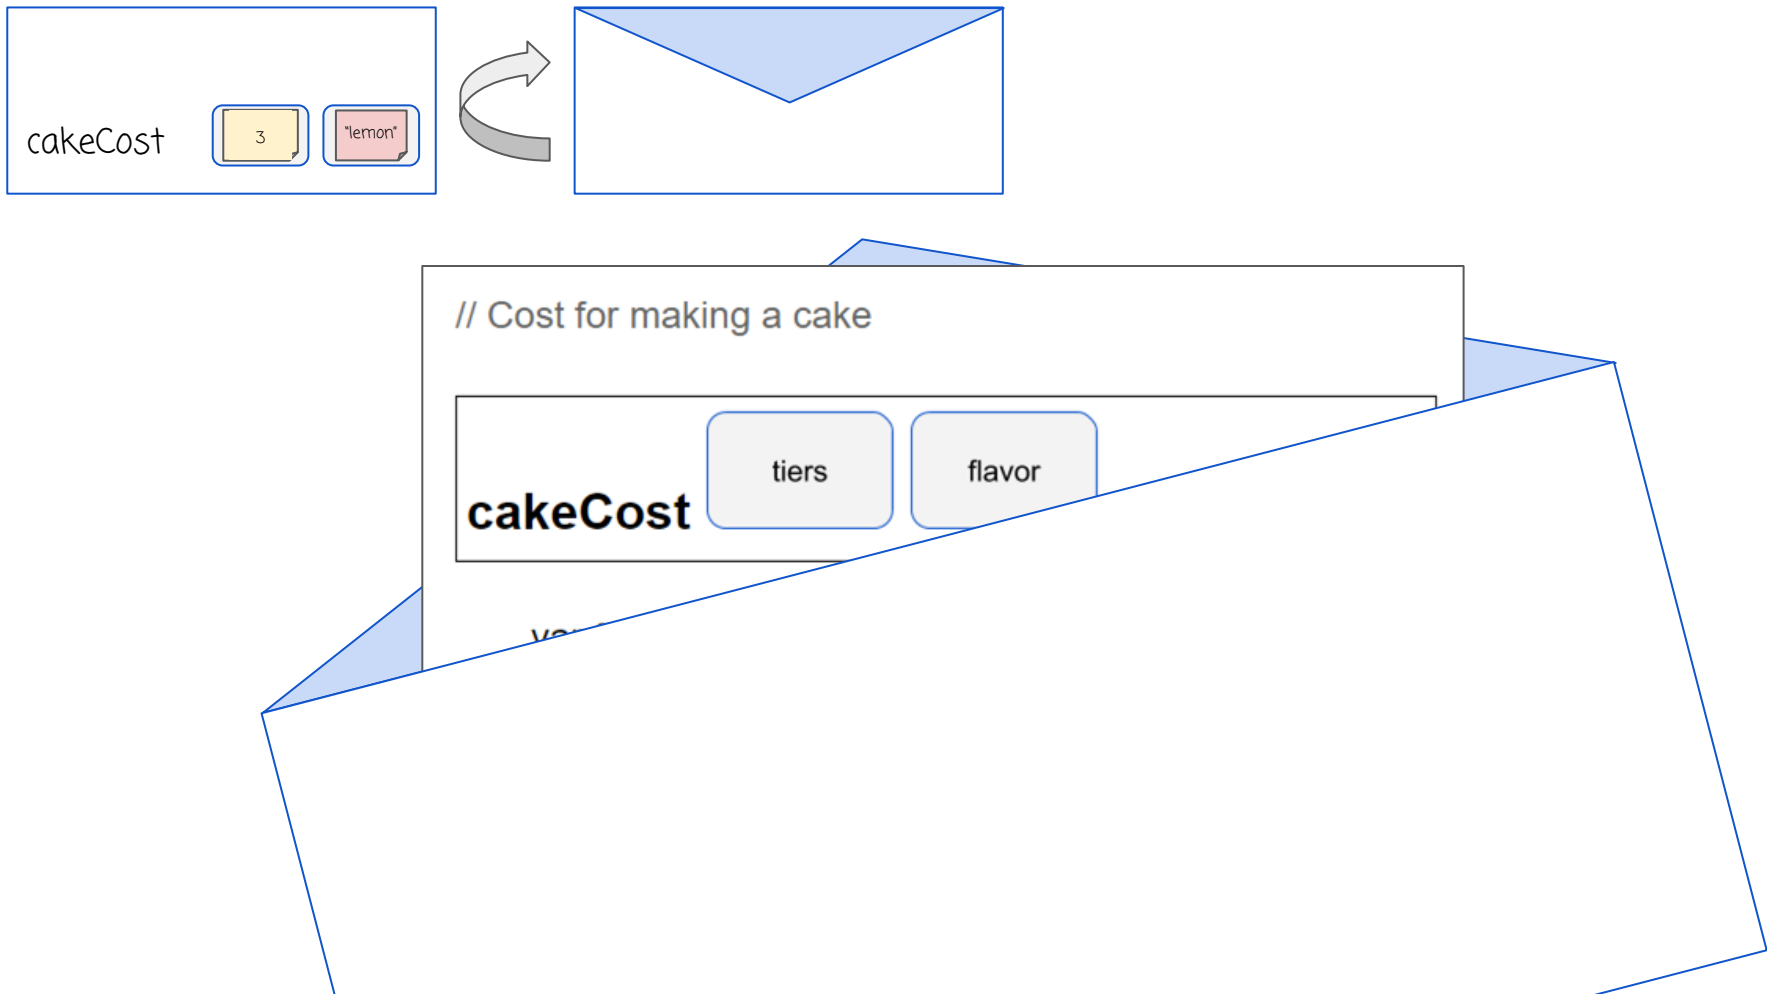 cakeCost 3 "lemon"
// Cost for making a cake
tiers flavor
cakeCost